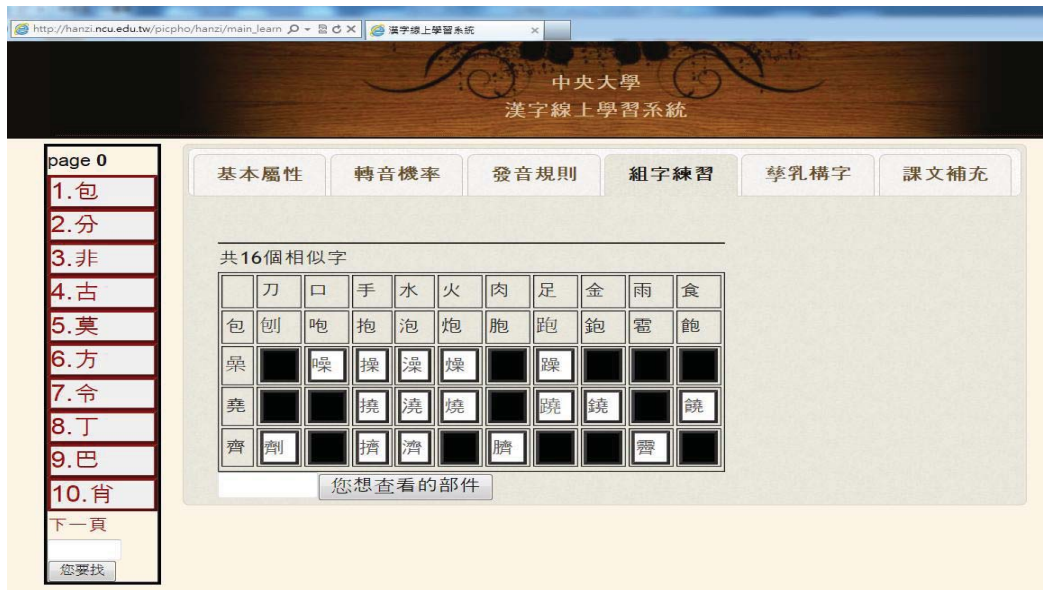 http://hanzi.ncu.edu.tw/picpho/hanzi/main_learn
漢字線上學習系統
中央大學
漢字線上學習系統
page 0
1.包
2.分
3.非
4.古
5.莫
6.方
7.令
8.丁
9.巴
10.肖
下一頁
您要找
基本屬性 轉音機率 發音規則 組字練習 孳乳構字 課文補充
共16個相似字
刀 口 手 水 火 肉 足 金 雨 食
包 刨 咆 抱 泡 炮 胞 跑 鉋 雹 飽
喿 噪 操 澡 燥 躁
堯 撓 澆 燒 蹺 鐃 饒
齊 劑 擠 濟 臍 霽
您想查看的部件